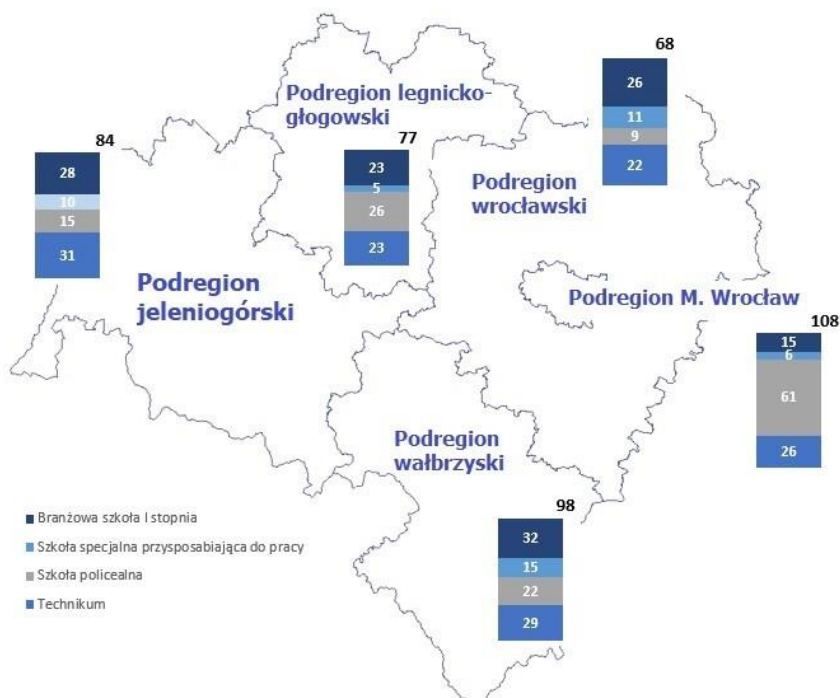 68
26
11
9
22
Podregion legnicko-
głogowski
77
23
5
26
23
84
28
10
15
31
Podregion
wrocławski
Podregion
jeleniogórski
Podregion M. Wrocław
108
15
6
61
26
Podregion
wałbrzyski
98
32
15
22
29
Branżowa szkoła I stopnia
Szkoła specjalna przysposabiająca do pracy
Szkoła policealna
Technikum